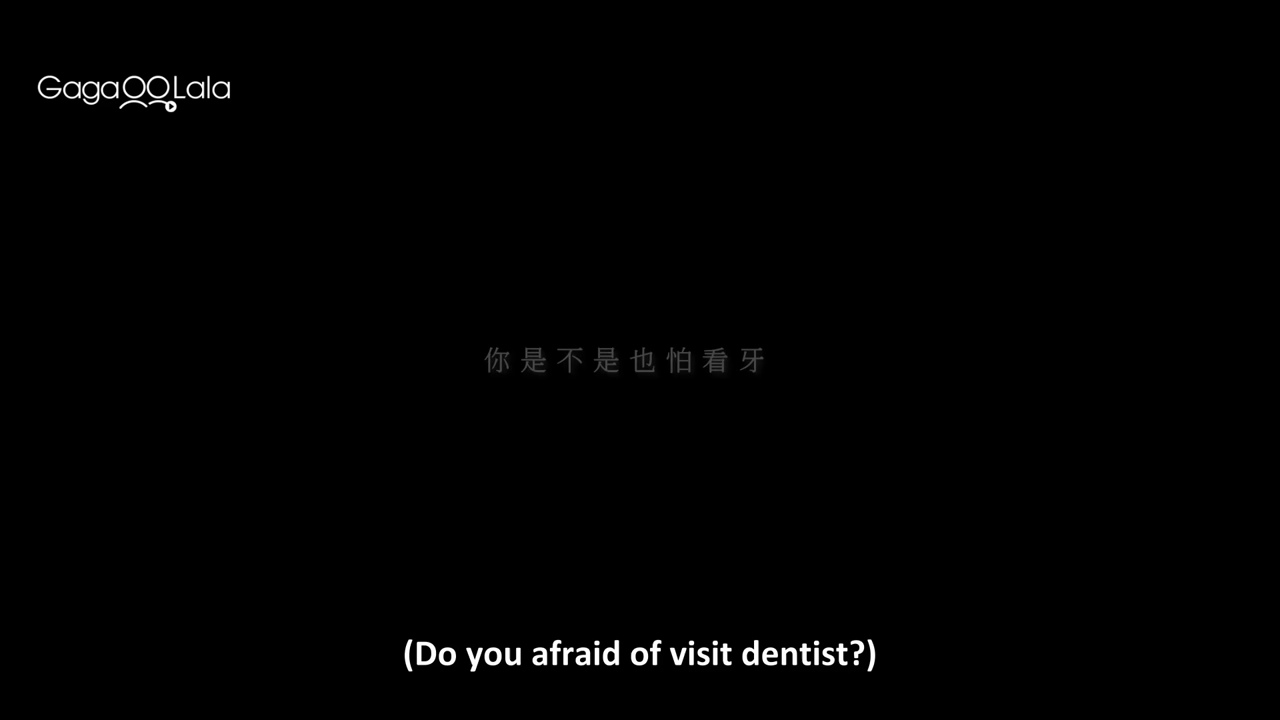 GagaOOLala
你是不是也怕看牙
(Do you afraid of visit dentist?)